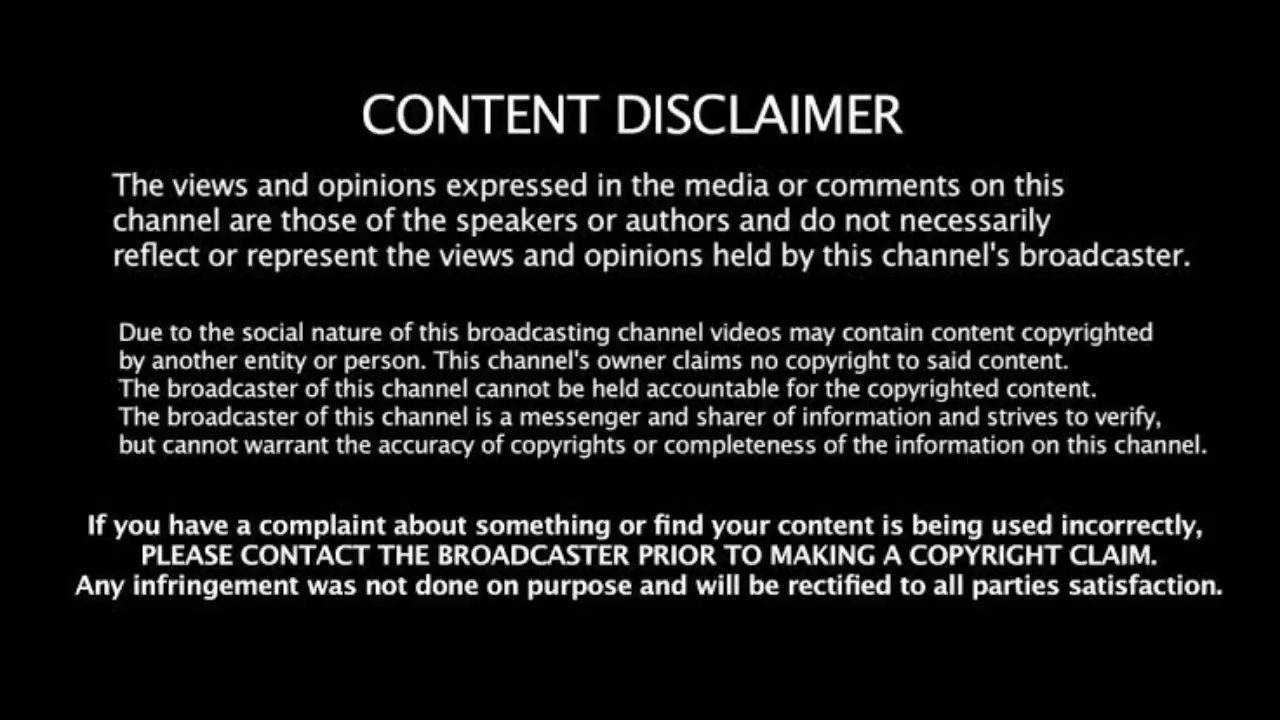 CONTENT DISCLAIMER
The views and opinions expressed in the media or comments on this
channel are those of the speakers or authors and do not necessarily
reflect or represent the views and opinions held by this channel's broadcaster.
Due to the social nature of this broadcasting channel videos may contain content copyrighted
by another entity or person. This channel's owner claims no copyright to said content.
The broadcaster of this channel cannot be held accountable for the copyrighted content.
The broadcaster of this channel is a messenger and sharer of information and strives to verify,
but cannot warrant the accuracy of copyrights or completeness of the information on this channel.
If you have a complaint about something or find your content is being used incorrectly,
PLEASE CONTACT THE BROADCASTER PRIOR TO MAKING A COPYRIGHT CLAIM.
Any infringement was not done on purpose and will be rectified to all parties satisfaction.